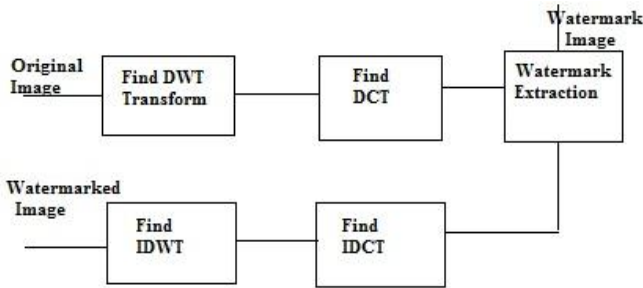 Watermark
Image
Original
Image
Find DWT
Transform
Find
DCT
Watermark
Extraction
Watermarked
Image
Find
IDWT
Find
IDCT